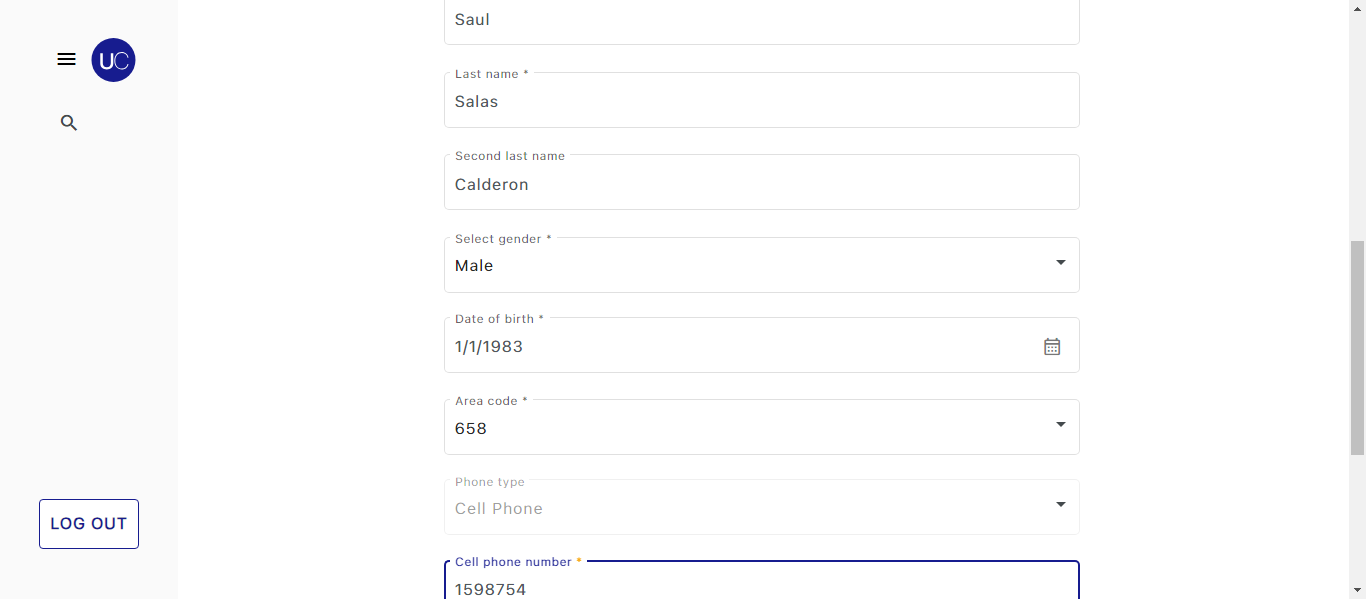 UC
LOG OUT
Saul
Last name *
Salas
Second last name
Calderon
Select gender *
Male
Date of birth *
1/1/1983
Area code *
658
Phone type
Cell Phone
Cell phone number *
1598754